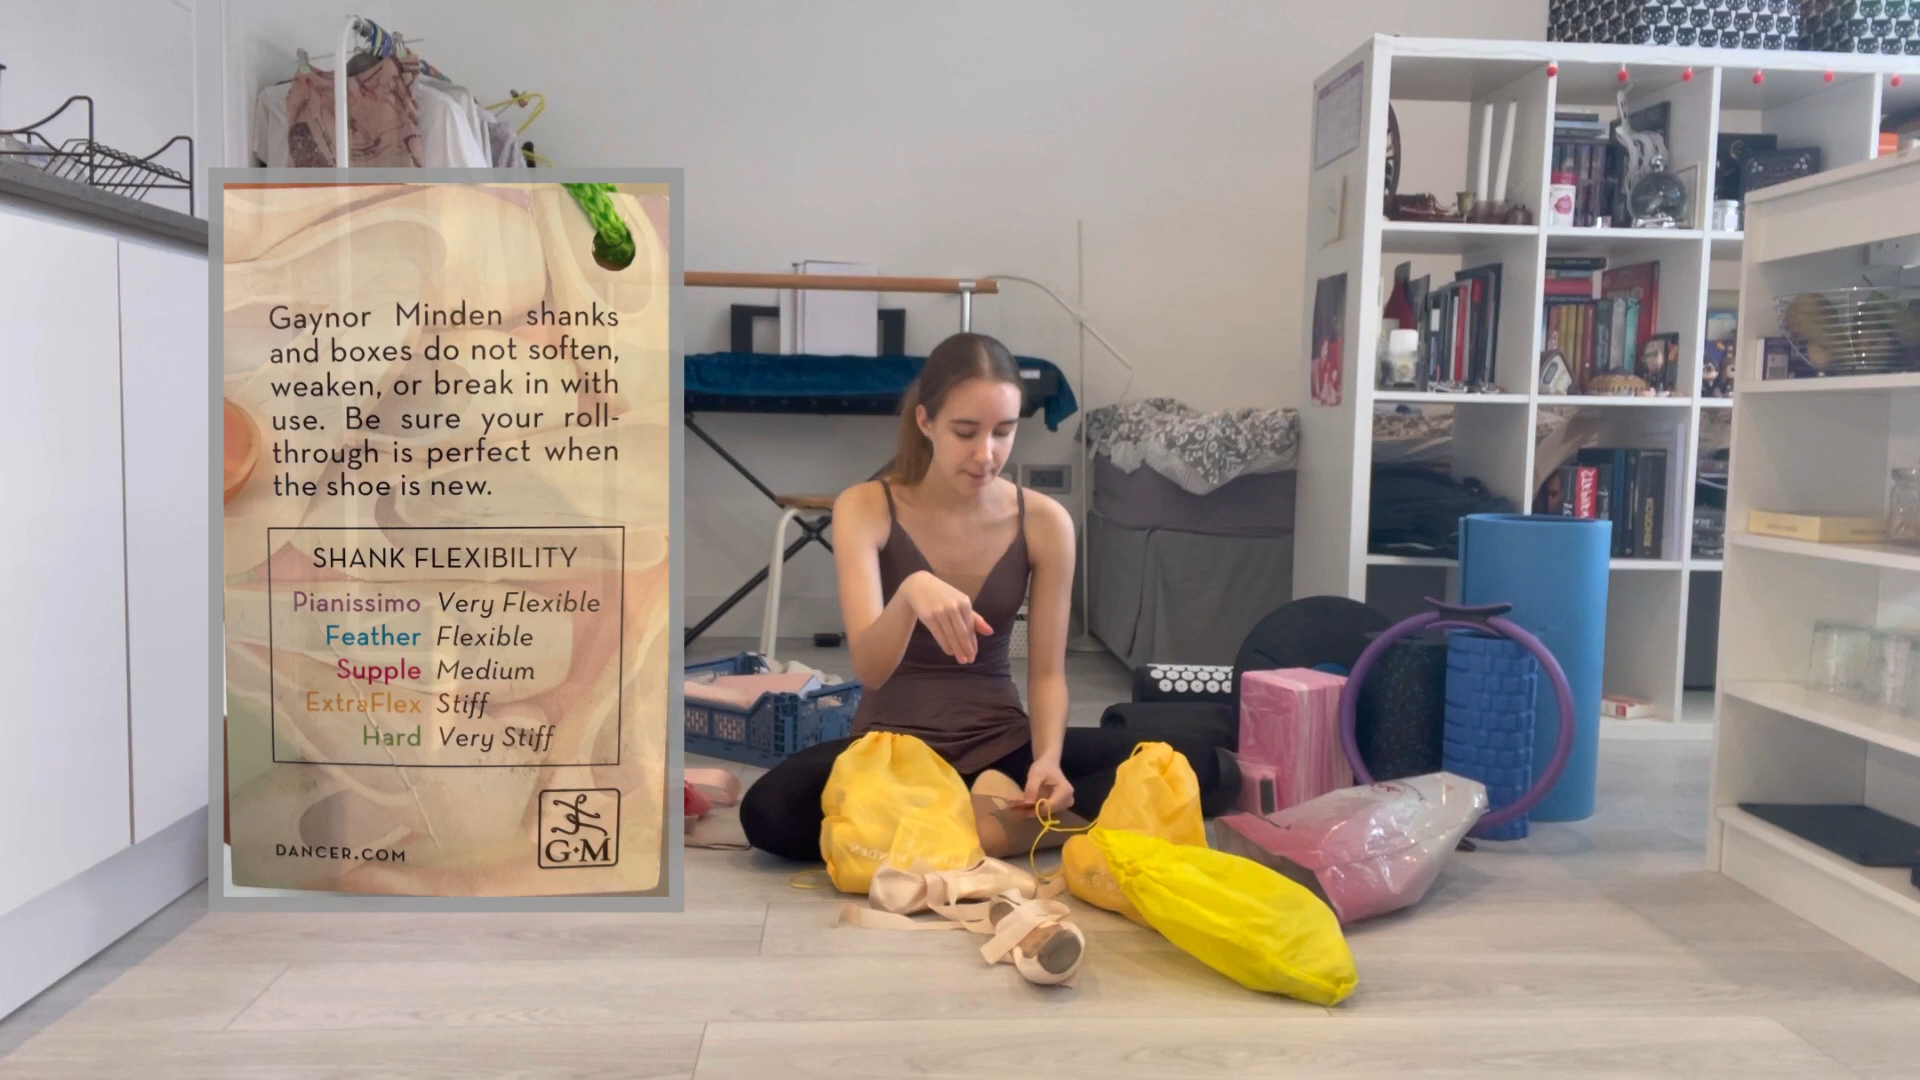 Gaynor Minden shanks
and boxes do not soften,
weaken, or break in with
use. Be sure your roll-
through is perfect when
the shoe is new.
SHANK FLEXIBILITY
Pianissimo Very Flexible
Feather Flexible
Supple Medium
ExtraFlex Stiff
Hard Very Stiff
DANCER.COM
G•M